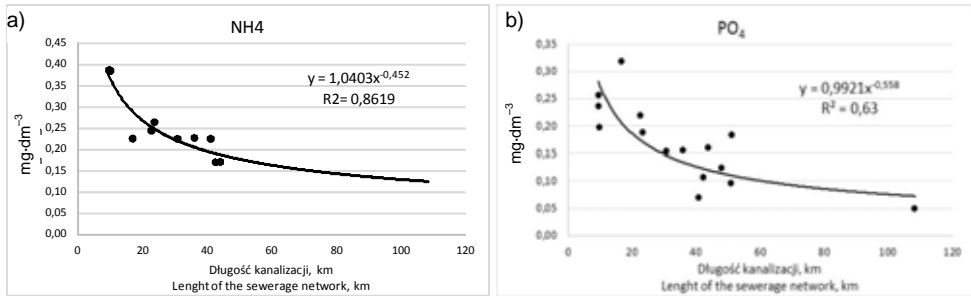 a)
NH4
0,45
0,40
0,35
0,30
0,25
0,20
0,15
0,10
0,05
0,00
mg·dm⁻³
y = 1,0403x⁻⁰,⁴⁵²
R2= 0,8619
0 20 40 60 80 100 120
Długość kanalizacji, km
Lenght of the sewerage network, km
b)
PO₄
0,35
0,30
0,25
0,20
0,15
0,10
0,05
0,00
mg·dm⁻³
y = 0,9921x⁻⁰,⁵⁵⁸
R² = 0,63
0 20 40 60 80 100 120
Długość kanalizacji, km
Lenght of the sewerage network, km